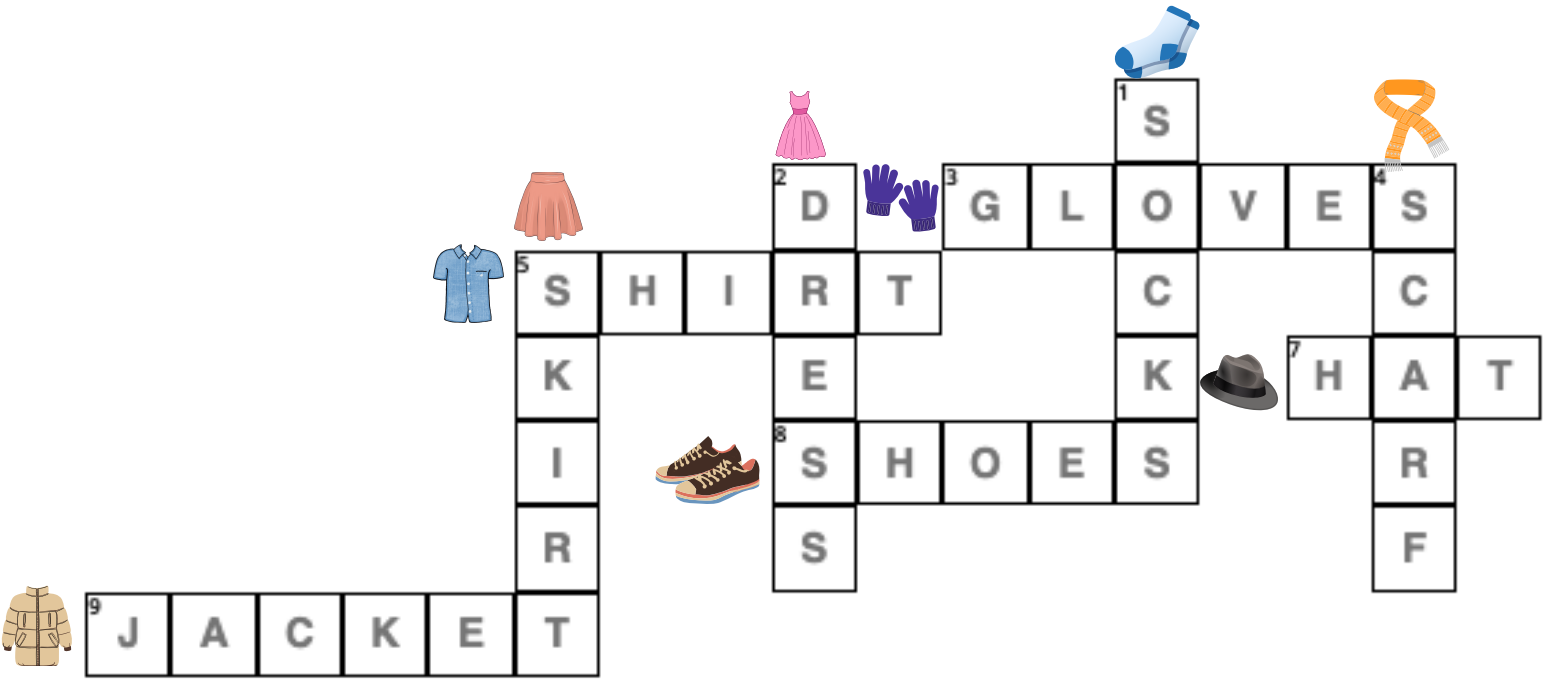 1 S
2 D 3 G L O V E 4 S
5 S H I R T C C
K E K 7 H A T
I 8 S H O E S R
R S F
9 J A C K E T